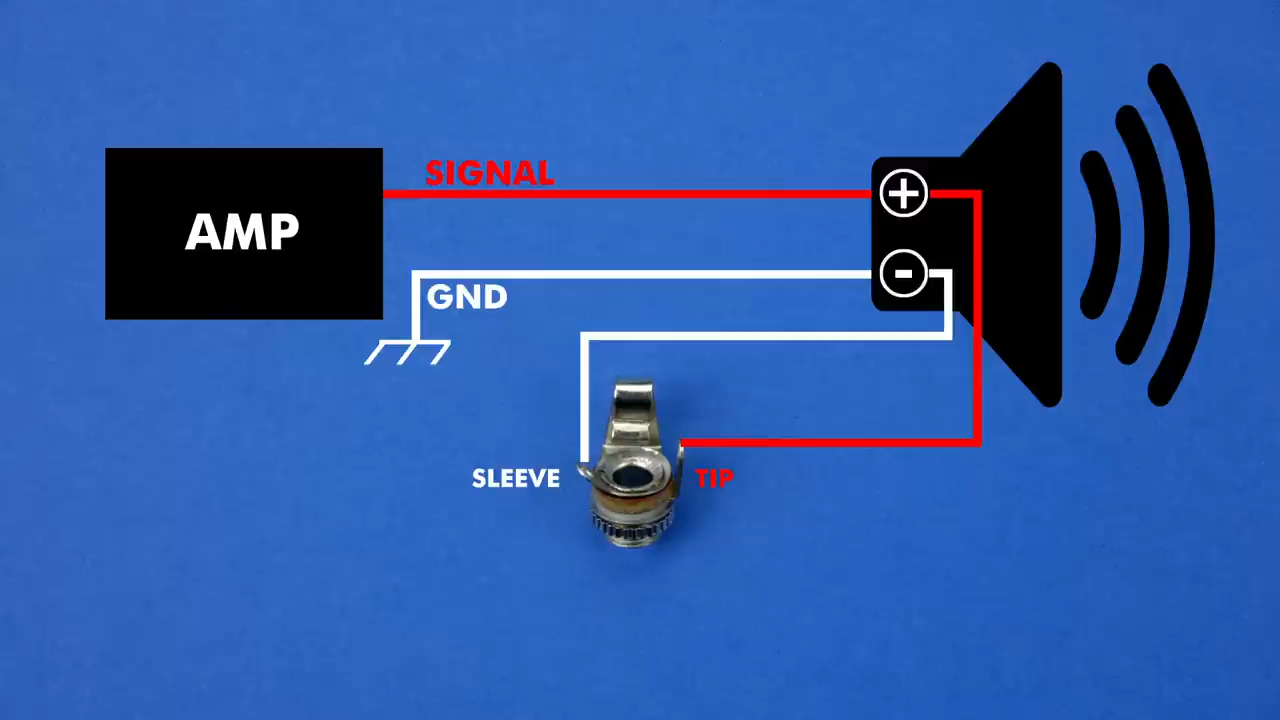 SIGNAL
AMP
+
GND
-
SLEEVE
TIP